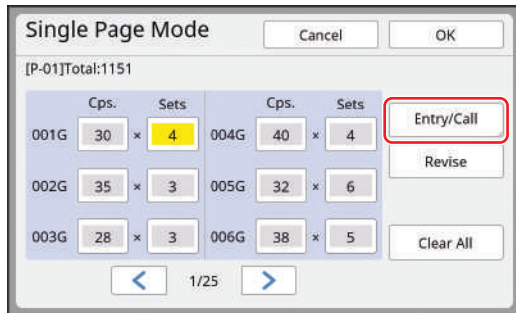 Single Page Mode Cancel OK
[P-01]Total:1151
Cps. Sets Cps. Sets
001G 30 × 4 004G 40 × 4
Entry/Call
002G 35 × 3 005G 32 × 6
Revise
003G 28 × 3 006G 38 × 5
Clear All
1/25